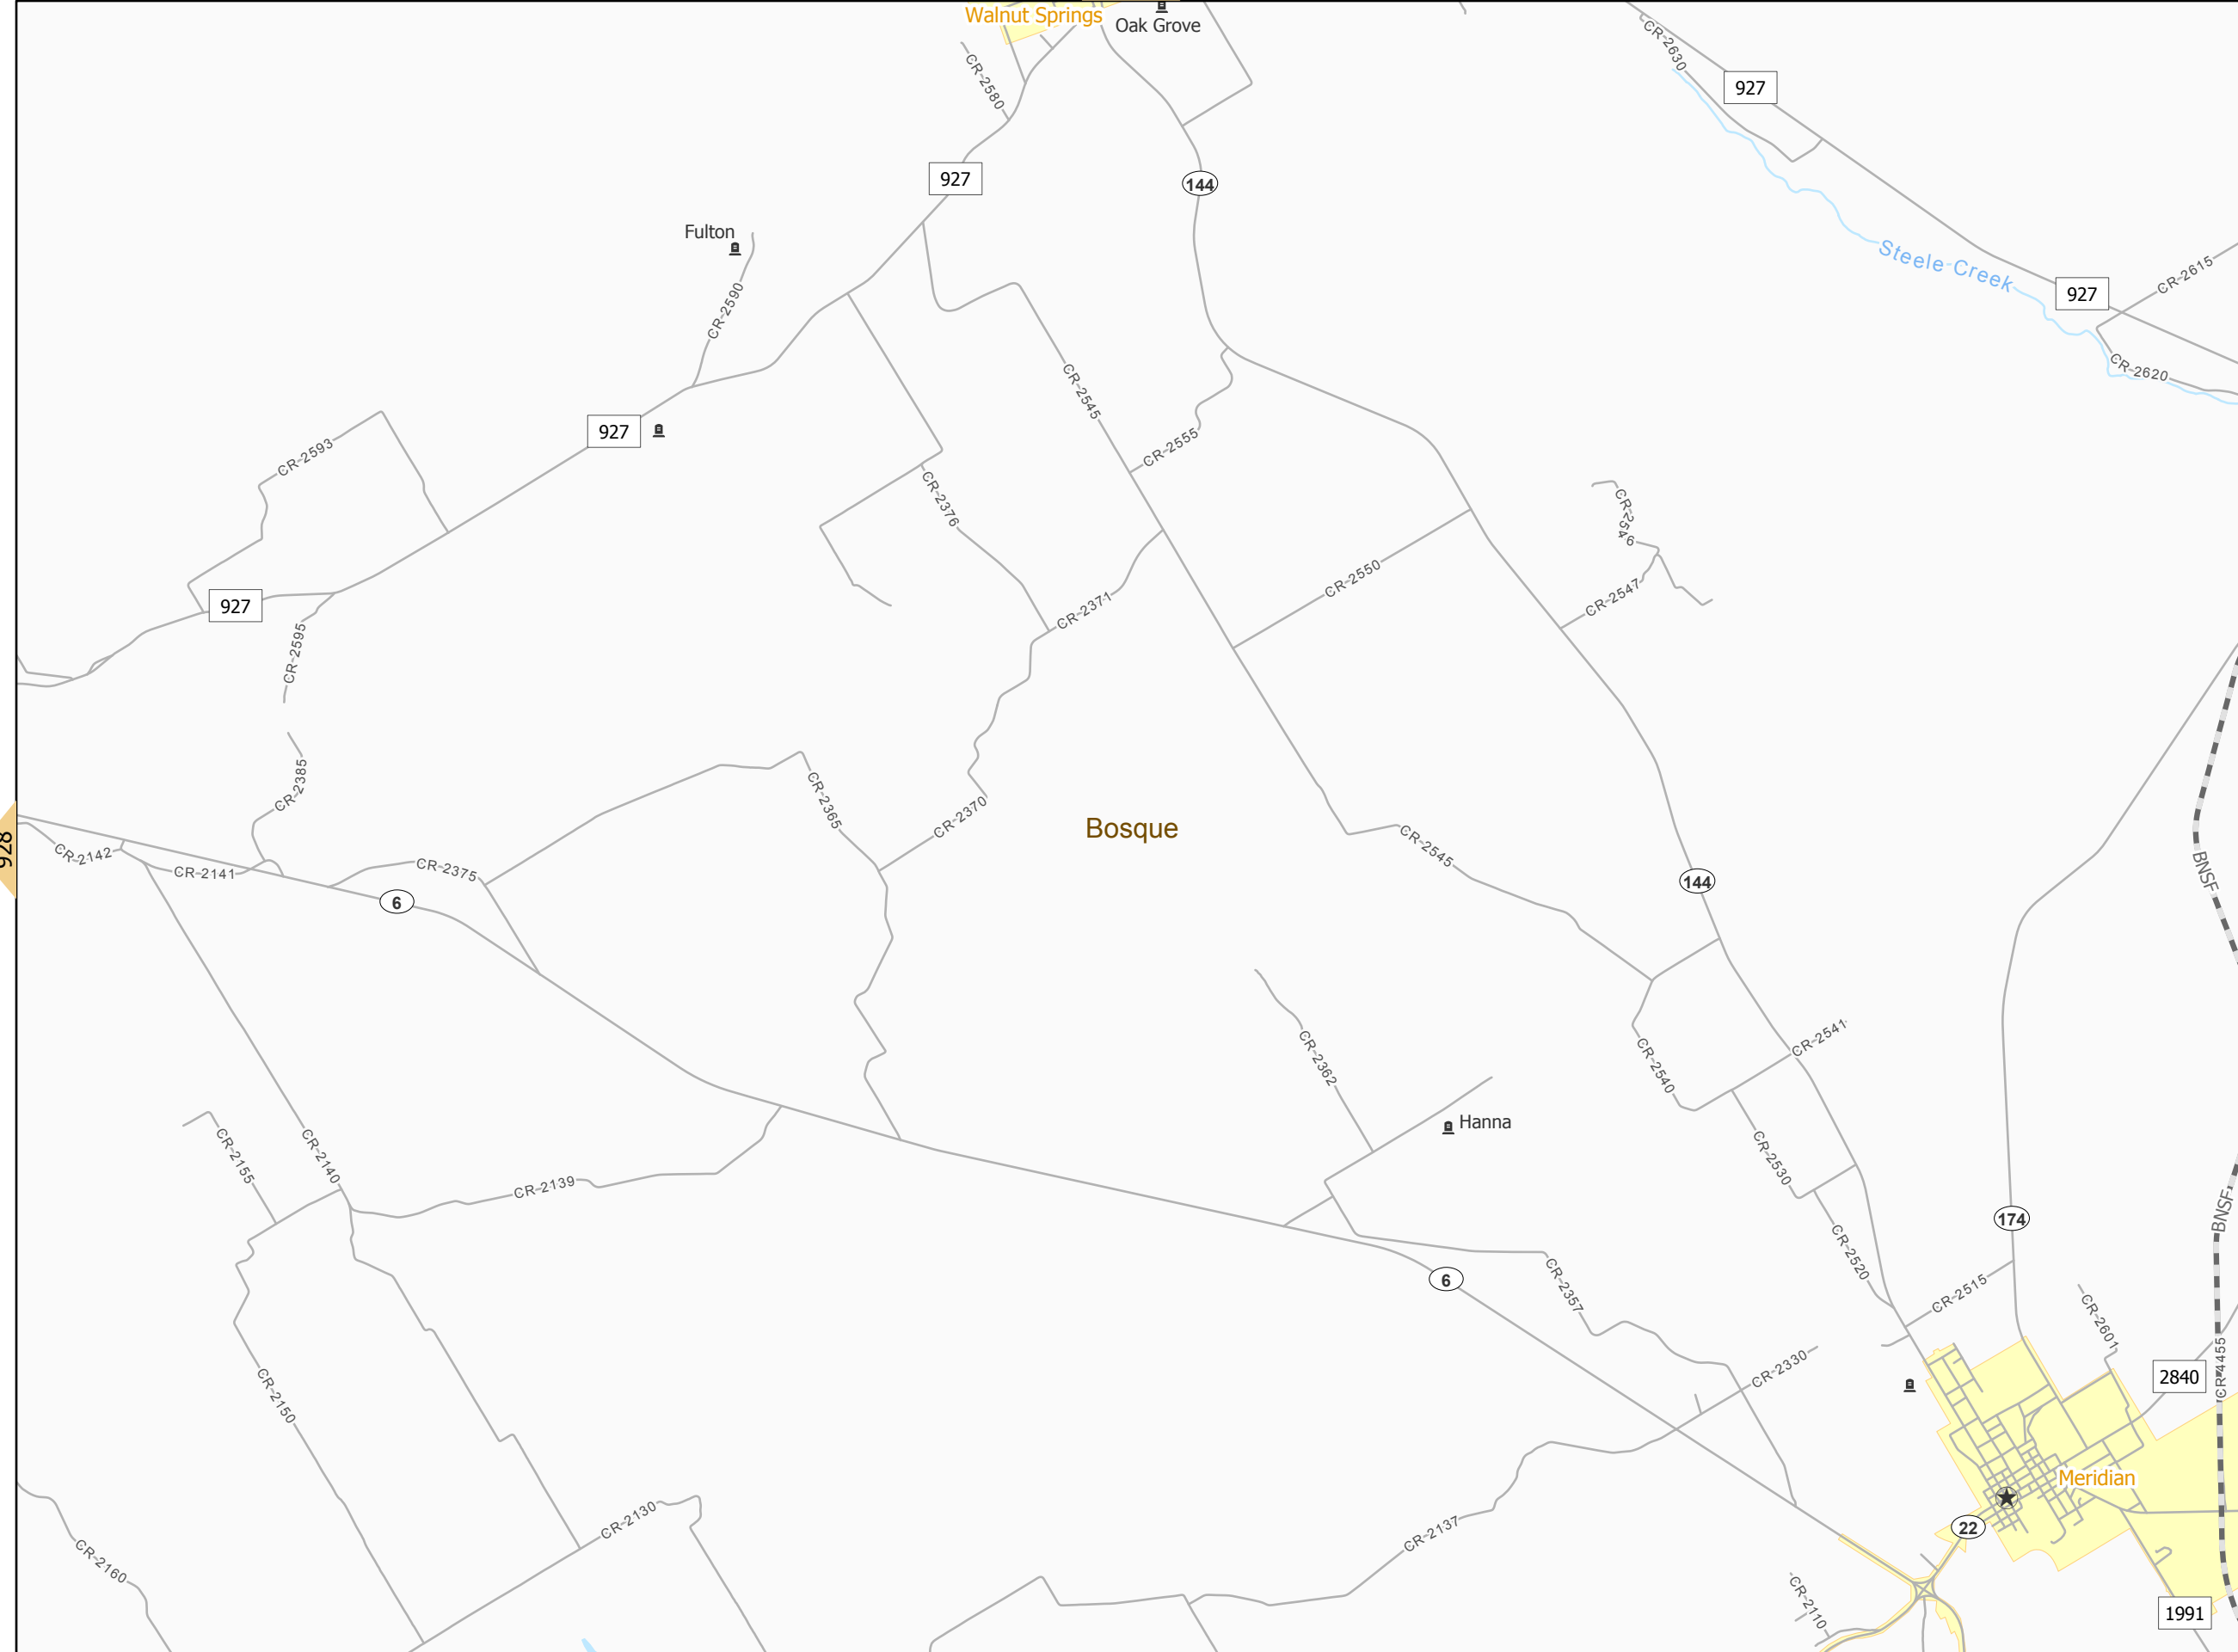 Walnut Springs
Oak Grove
CR-2630
CR-2580
927
927
144
Fulton
Steele Creek
CR-2615
927
CR-2590
CR-2620
CR-2545
927
CR-2593
CR-2555
CR-2376
CR-2546
CR-2550
CR-2547
927
CR-2371
CR-2595
CR-2385
CR-2365
CR-2370
Bosque
928
CR-2142
CR-2141
CR-2375
CR-2545
144
BNSF
6
CR-2362
CR-2541
CR-2540
Hanna
CR-2155
CR-2140
CR-2530
CR-2139
174
BNSF
CR-2520
6
CR-2357
CR-2515
CR-2601
CR-2330
2840
CR-4455
CR-2150
Meridian
CR-2130
CR-2137
22
CR-2160
CR-2110
1991